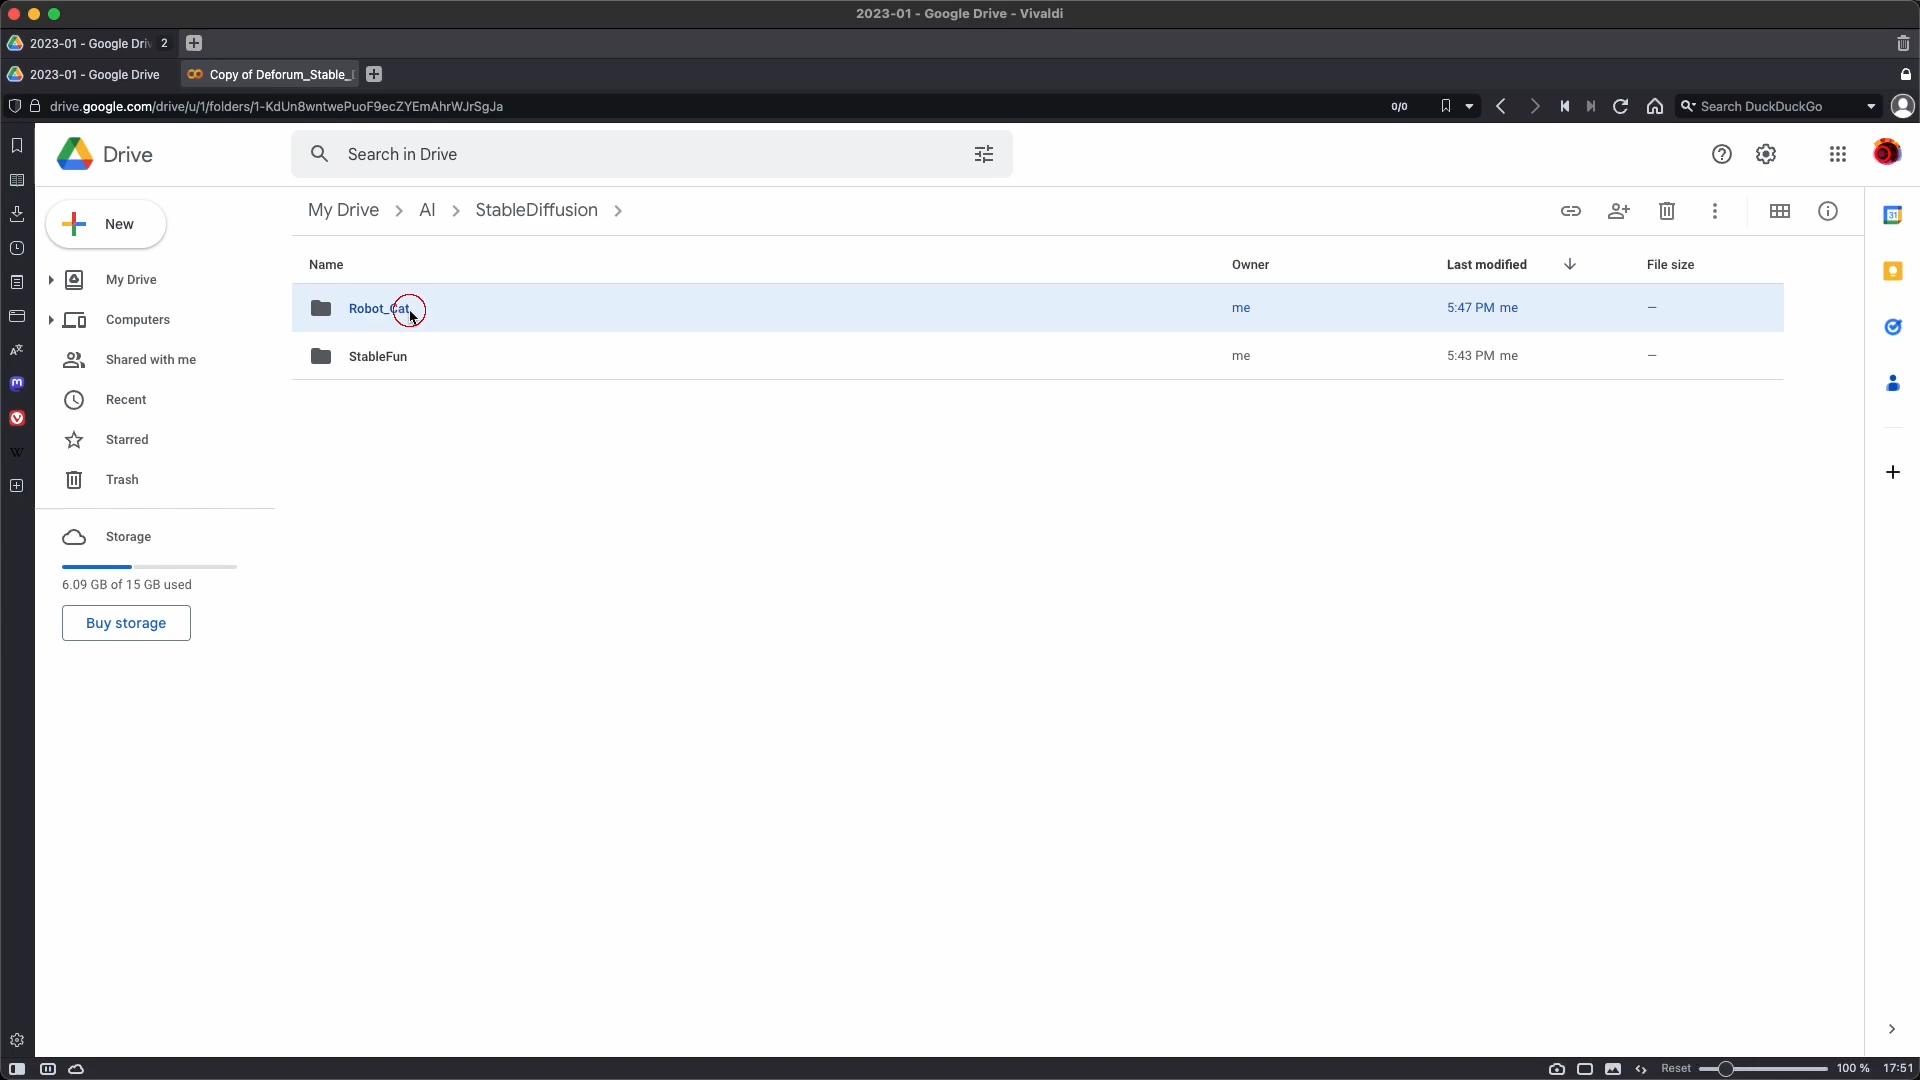 2023-01 - Google Drive - Vivaldi
2023-01 - Google Driv 2
2023-01 - Google Drive Copy of Deforum_Stable_
drive.google.com/drive/u/1/folders/1-KdUn8wntwePuoF9ecZYEmAhrWJrSgJa 0/0 Search DuckDuckGo
Drive Search in Drive
My Drive AI StableDiffusion
New
31
Name Owner Last modified File size
My Drive
Robot_Cat me 5:47 PM me –
Computers
StableFun me 5:43 PM me –
Shared with me
Recent
Starred
Trash
Storage
6.09 GB of 15 GB used
Buy storage
Reset 100 % 17:51